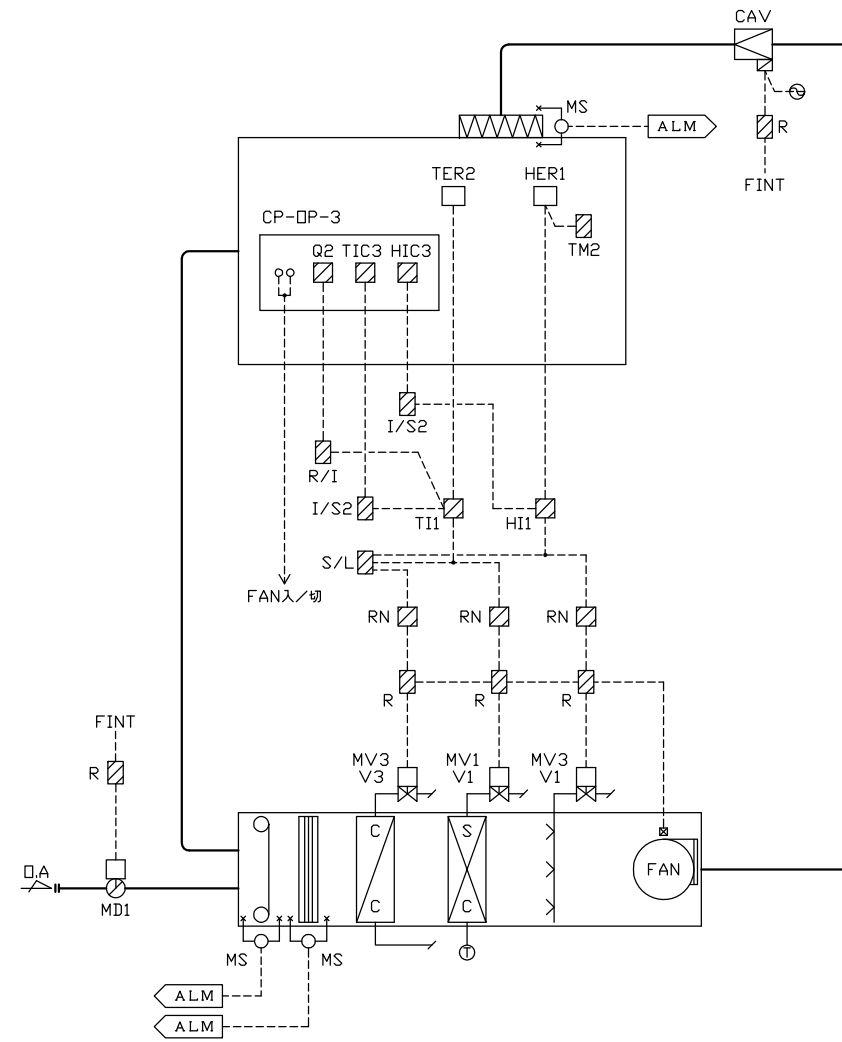 CAV
MS
ALM
R
FINT
TER2
HER1
CP-OP-3
TM2
Q2
TIC3
HIC3
I/S2
R/I
I/S2
TI1
HI1
S/L
FAN入/切
RN
RN
RN
R
R
R
FINT
R
MV3
V3
MV1
V1
MV3
V1
C
S
FAN
O.A
C
C
MD1
MS
MS
T
ALM
ALM